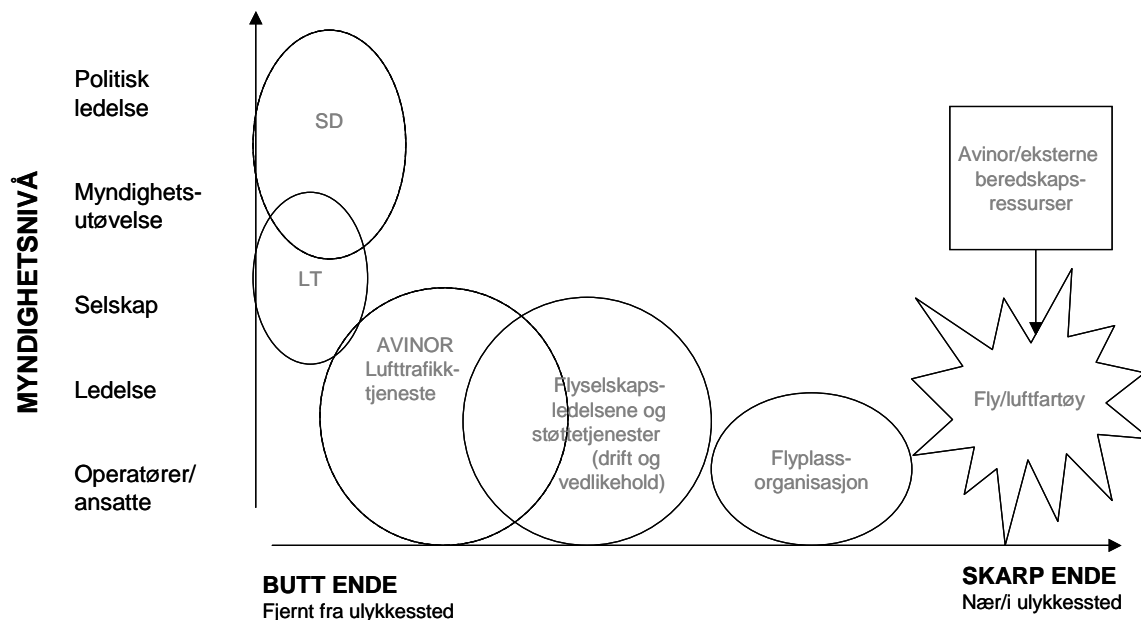 MYNDIGHETSNIVÅ
Politisk
ledelse
Myndighets-
utøvelse
Selskap
Ledelse
Operatører/
ansatte
SD
LT
AVINOR
Lufttrafikk-
tjeneste
Flyselskaps-
ledelsene og
støttetjenester
(drift og
vedlikehold)
Flyplass-
organisasjon
Avinor/eksterne
beredskaps-
ressurser
Fly/luftfartøy
BUTT ENDE
Fjernt fra ulykkessted
SKARP ENDE
Nær/i ulykkessted